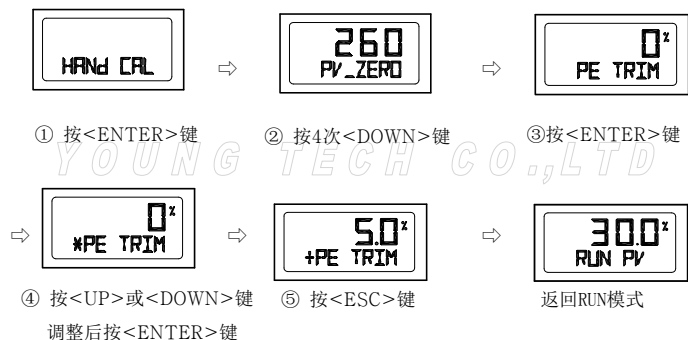 HANd CAL
260
PV_ZERO
0%
PE TRIM
① 按<ENTER>键
② 按4次<DOWN>键
③按<ENTER>键
YOUNG TECH CO.,LTD
0%
*PE TRIM
5.0%
+PE TRIM
30.0%
RUN PV
④ 按<UP>或<DOWN>键
调整后按<ENTER>键
⑤ 按<ESC>键
返回RUN模式